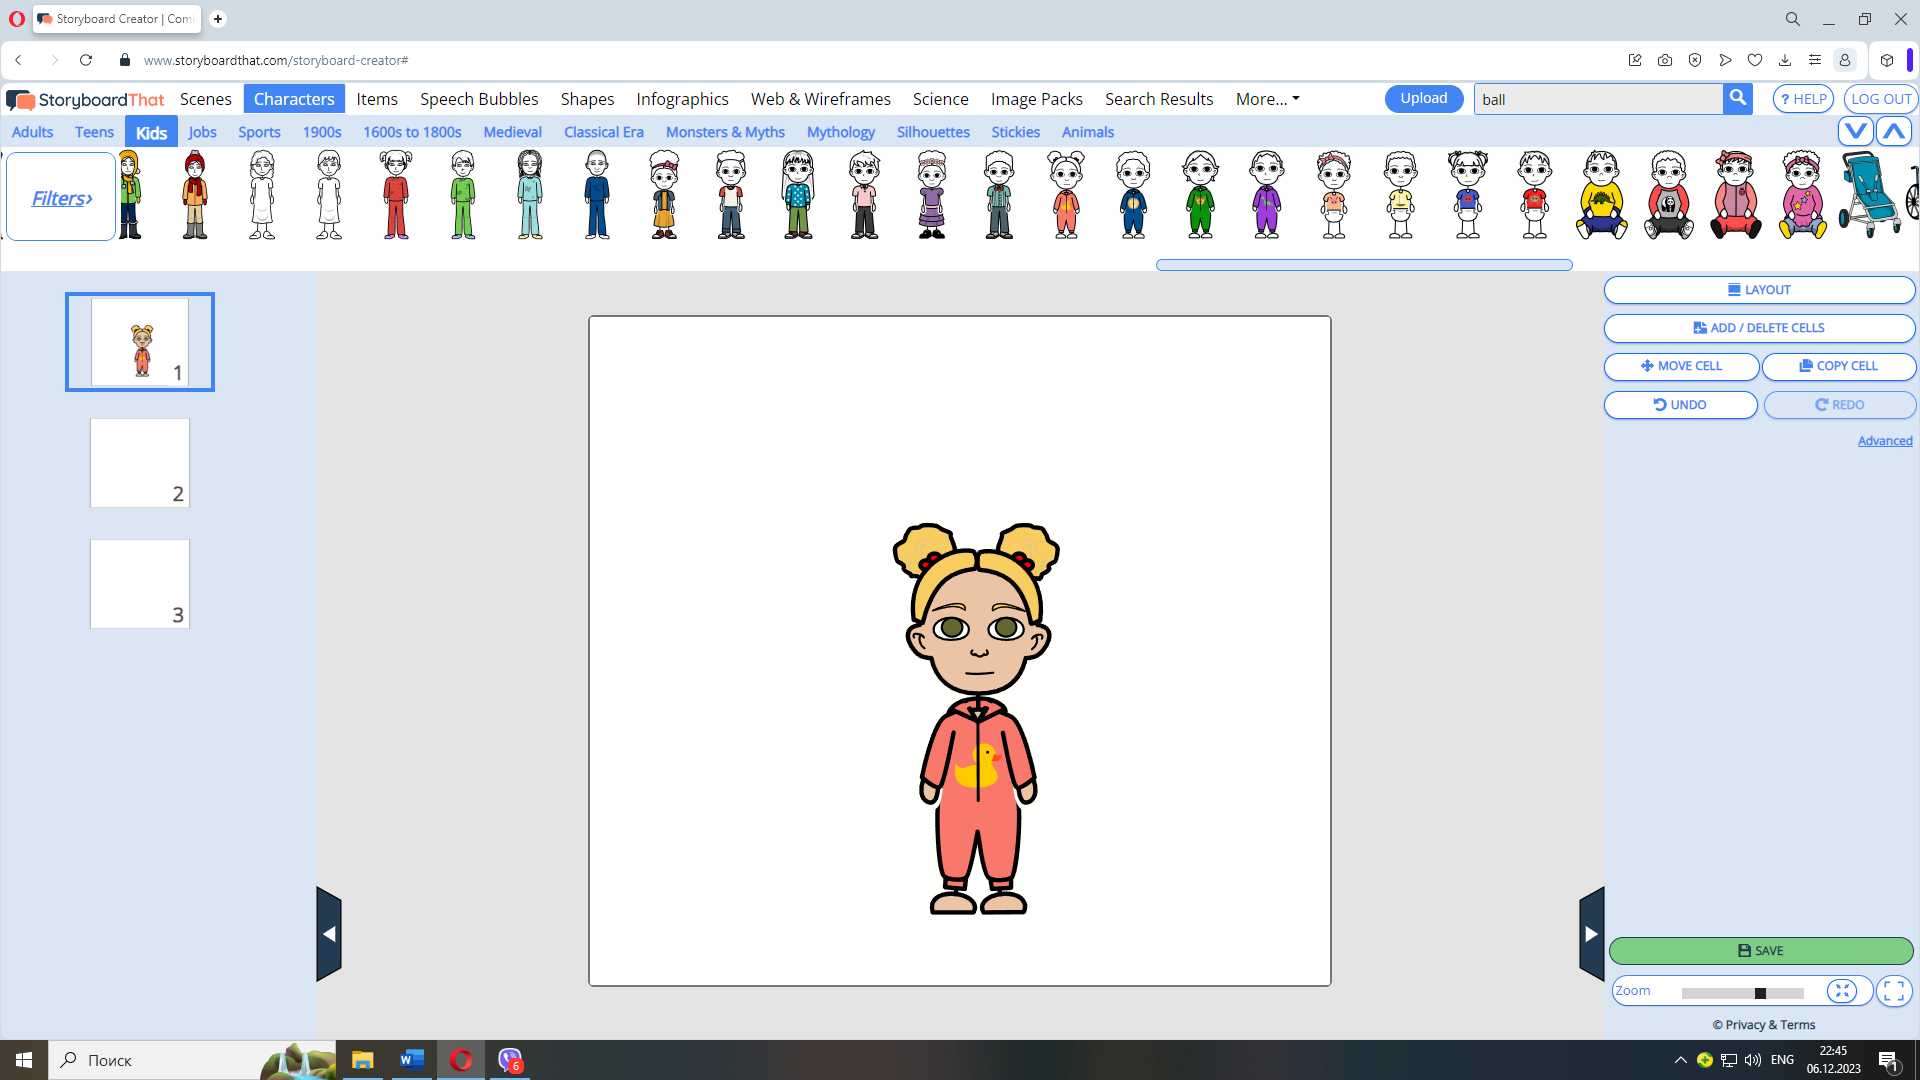 Storyboard Creator | Com
www.storyboardthat.com/storyboard-creator#
StoryboardThat Scenes Characters Items Speech Bubbles Shapes Infographics Web & Wireframes Science Image Packs Search Results More... Upload ball ? HELP LOG OUT
Adults Teens Kids Jobs Sports 1900s 1600s to 1800s Medieval Classical Era Monsters & Myths Mythology Silhouettes Stickies Animals
Filters›
LAYOUT
ADD / DELETE CELLS
MOVE CELL COPY CELL
UNDO REDO
Advanced
1
2
3
SAVE
Zoom
© Privacy & Terms
Поиск
6
ENG
22:45
06.12.2023
1